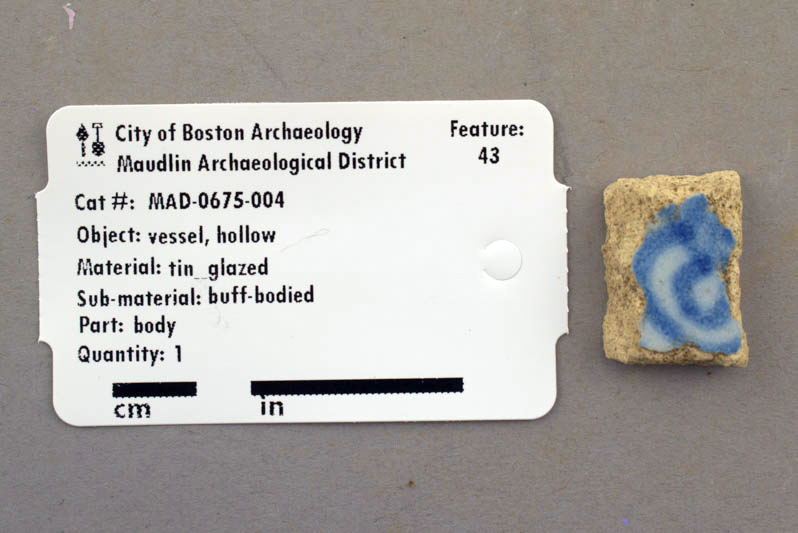 City of Boston Archaeology
Maudlin Archaeological District
Feature:
43
Cat #: MAD-0675-004
Object: vessel, hollow
Material: tin_glazed
Sub-material: buff-bodied
Part: body
Quantity: 1
cm in